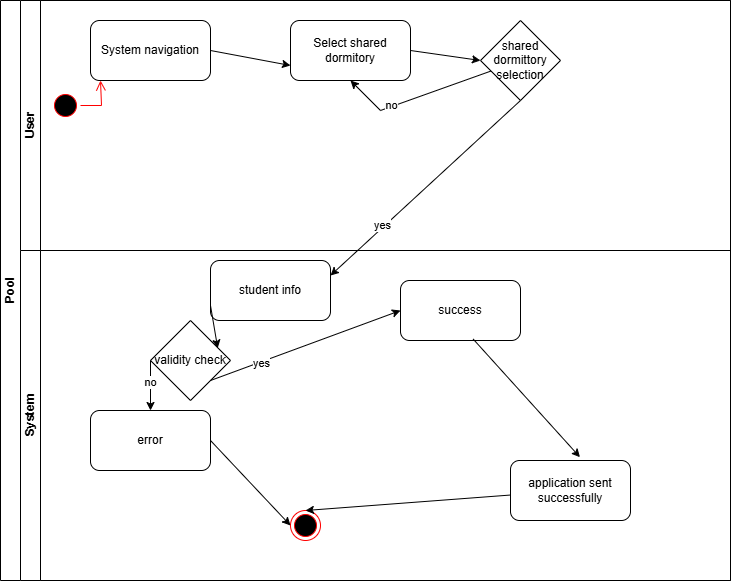 Pool
User
System navigation
Select shared
dormitory
shared
dormittory
selection
no
yes
System
student info
validity check
yes
no
success
error
application sent
successfully